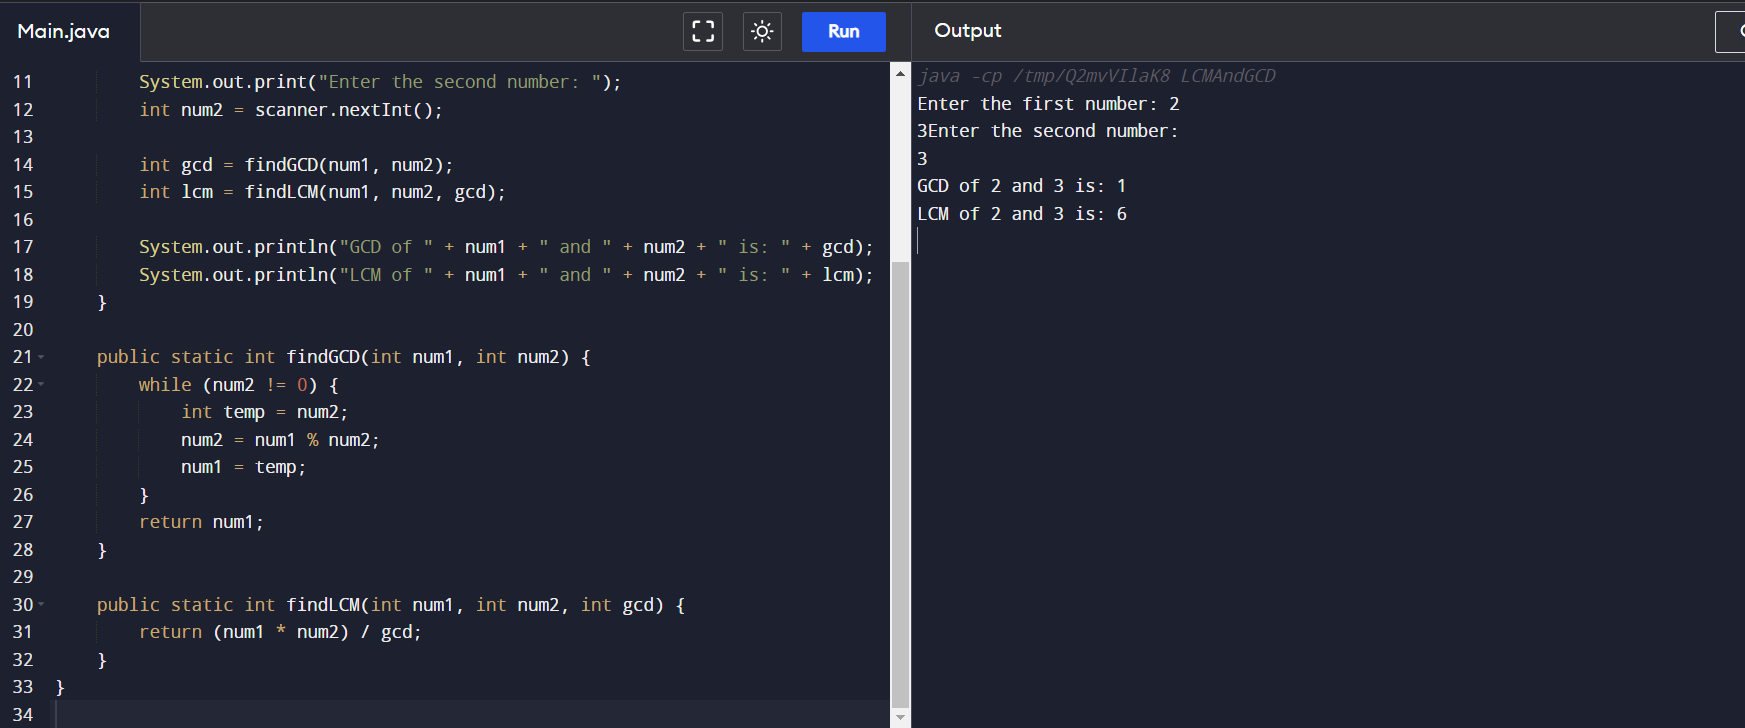 Main.java
Run
11 System.out.print("Enter the second number: ");
12 int num2 = scanner.nextInt();
13
14 int gcd = findGCD(num1, num2);
15 int lcm = findLCM(num1, num2, gcd);
16
17 System.out.println("GCD of " + num1 + " and " + num2 + " is: " + gcd);
18 System.out.println("LCM of " + num1 + " and " + num2 + " is: " + lcm);
19 }
20
21 public static int findGCD(int num1, int num2) {
22 while (num2 != 0) {
23 int temp = num2;
24 num2 = num1 % num2;
25 num1 = temp;
26 }
27 return num1;
28 }
29
30 public static int findLCM(int num1, int num2, int gcd) {
31 return (num1 * num2) / gcd;
32 }
33 }
34
Output
java -cp /tmp/Q2mvVIlaK8 LCMAndGCD
Enter the first number: 2
3Enter the second number:
3
GCD of 2 and 3 is: 1
LCM of 2 and 3 is: 6